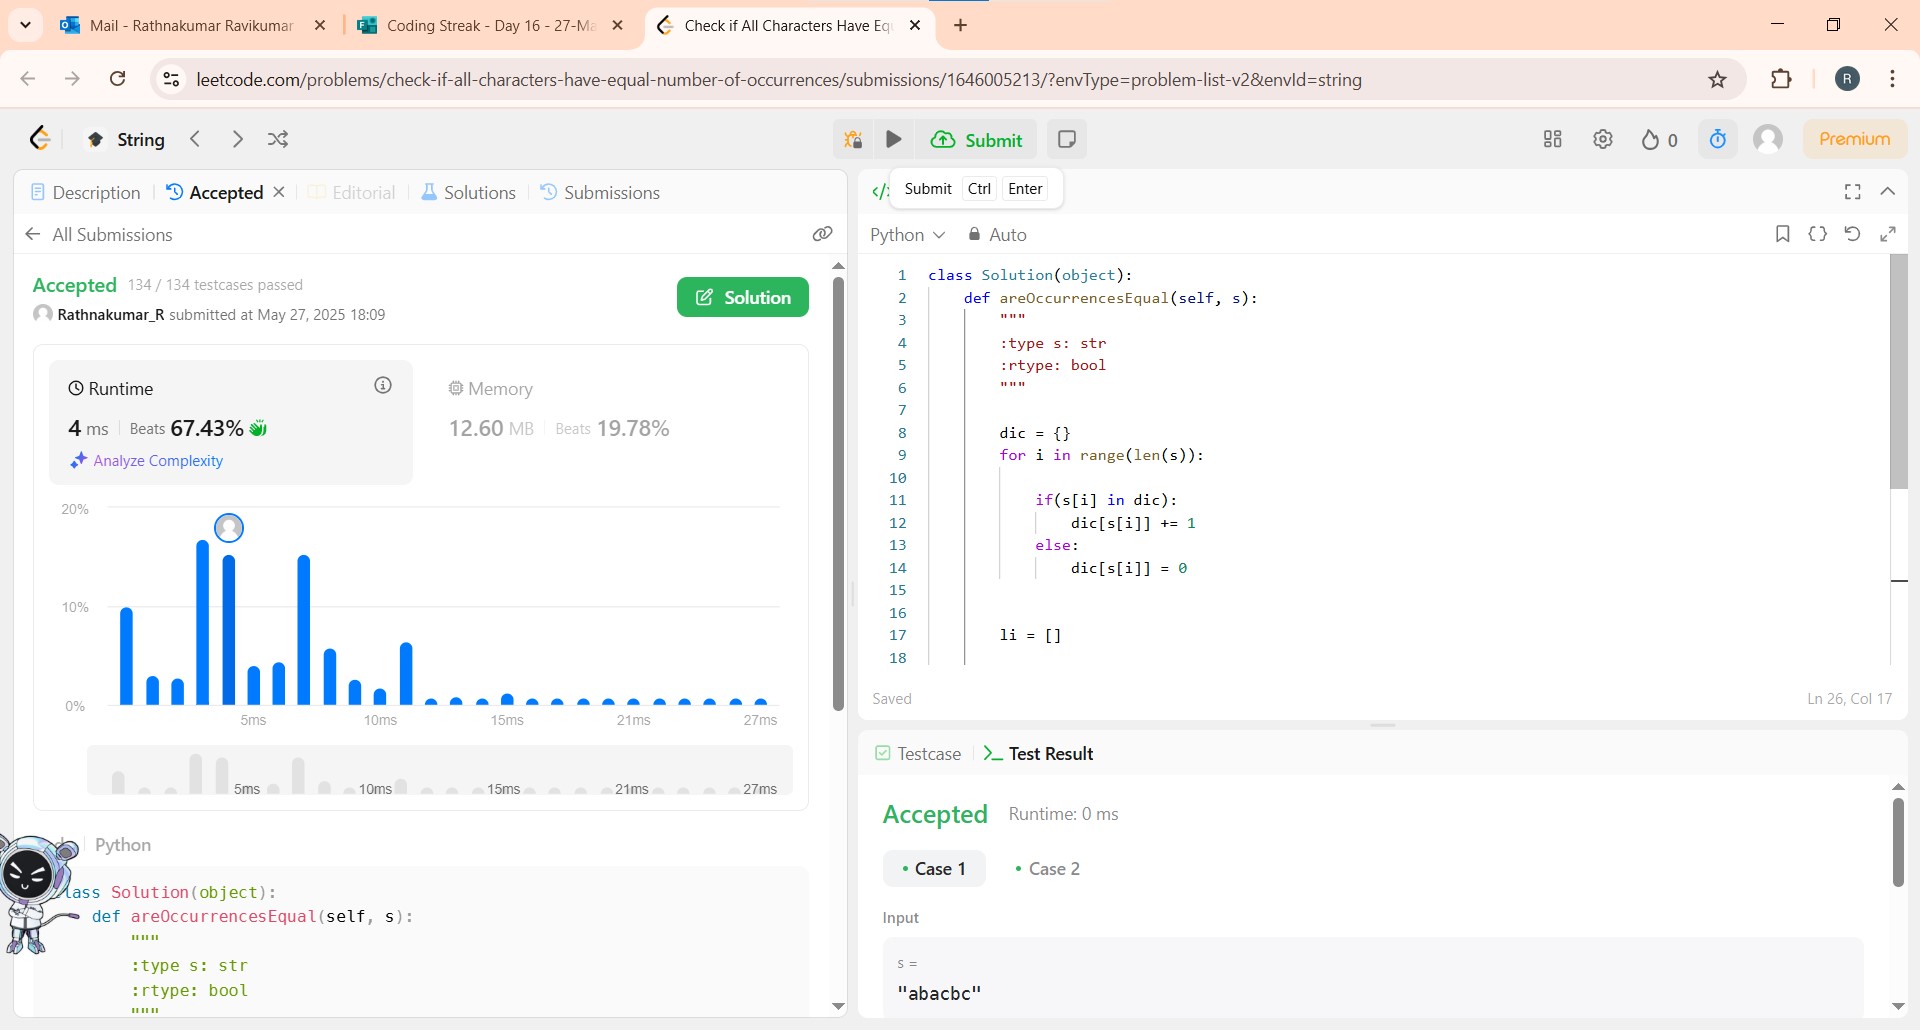 Mail - Rathnakumar Ravikumar
Coding Streak - Day 16 - 27-Ma
Check if All Characters Have Eq
leetcode.com/problems/check-if-all-characters-have-equal-number-of-occurrences/submissions/1646005213/?envType=problem-list-v2&envId=string
R
String
Submit
0
Premium
Description
Accepted
Editorial
Solutions
Submissions
Submit Ctrl Enter
All Submissions
Python
Auto
Accepted 134 / 134 testcases passed
Rathnakumar_R submitted at May 27, 2025 18:09
Solution
Runtime
4 ms Beats 67.43%
Analyze Complexity
Memory
12.60 MB Beats 19.78%
20%
10%
0%
5ms 10ms 15ms 21ms 27ms
5ms 10ms 15ms 21ms 27ms
Python
lass Solution(object):
def areOccurrencesEqual(self, s):
"""
:type s: str
:rtype: bool
"""
1 class Solution(object):
2 def areOccurrencesEqual(self, s):
3 """
4 :type s: str
5 :rtype: bool
6 """
7
8 dic = {}
9 for i in range(len(s)):
10
11 if(s[i] in dic):
12 dic[s[i]] += 1
13 else:
14 dic[s[i]] = 0
15
16
17 li = []
18
Saved
Ln 26, Col 17
Testcase
Test Result
Accepted Runtime: 0 ms
Case 1
Case 2
Input
s =
"abacbc"